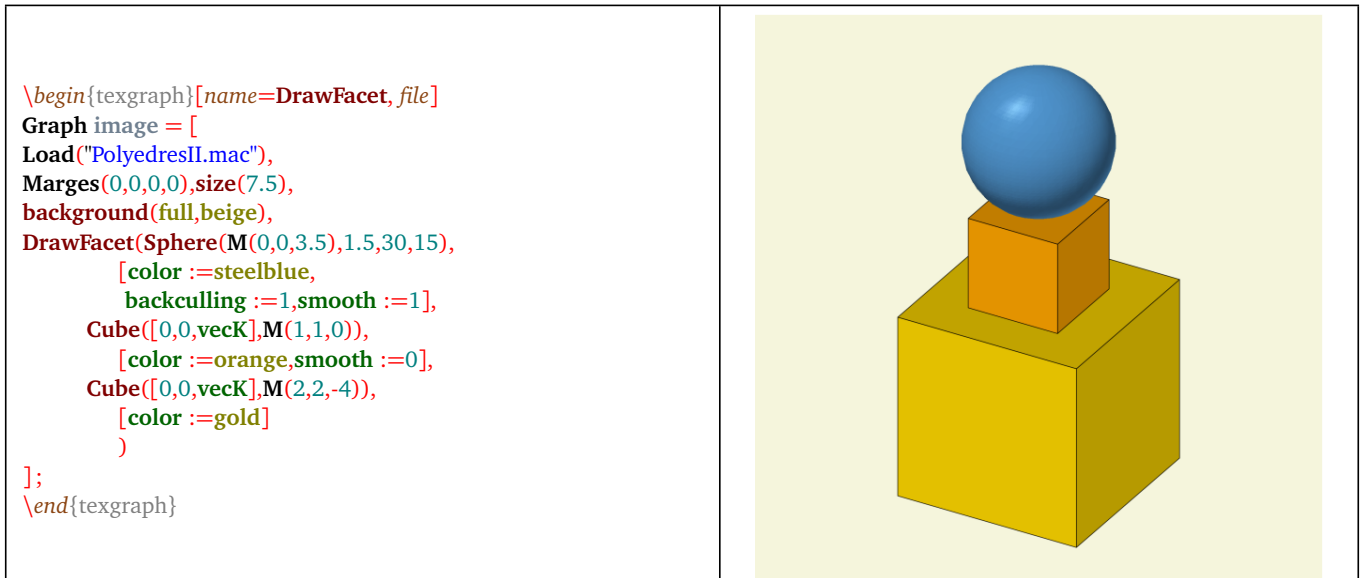 \begin{texgraph}[name=DrawFacet, file]
Graph image = [
Load("PolyedresII.mac"),
Marges(0,0,0,0),size(7.5),
background(full,beige),
DrawFacet(Sphere(M(0,0,3.5),1.5,30,15),
[color :=steelblue,
backculling :=1,smooth :=1],
Cube([0,0,vecK],M(1,1,0)),
[color :=orange,smooth :=0],
Cube([0,0,vecK],M(2,2,-4)),
[color :=gold]
)
];
\end{texgraph}